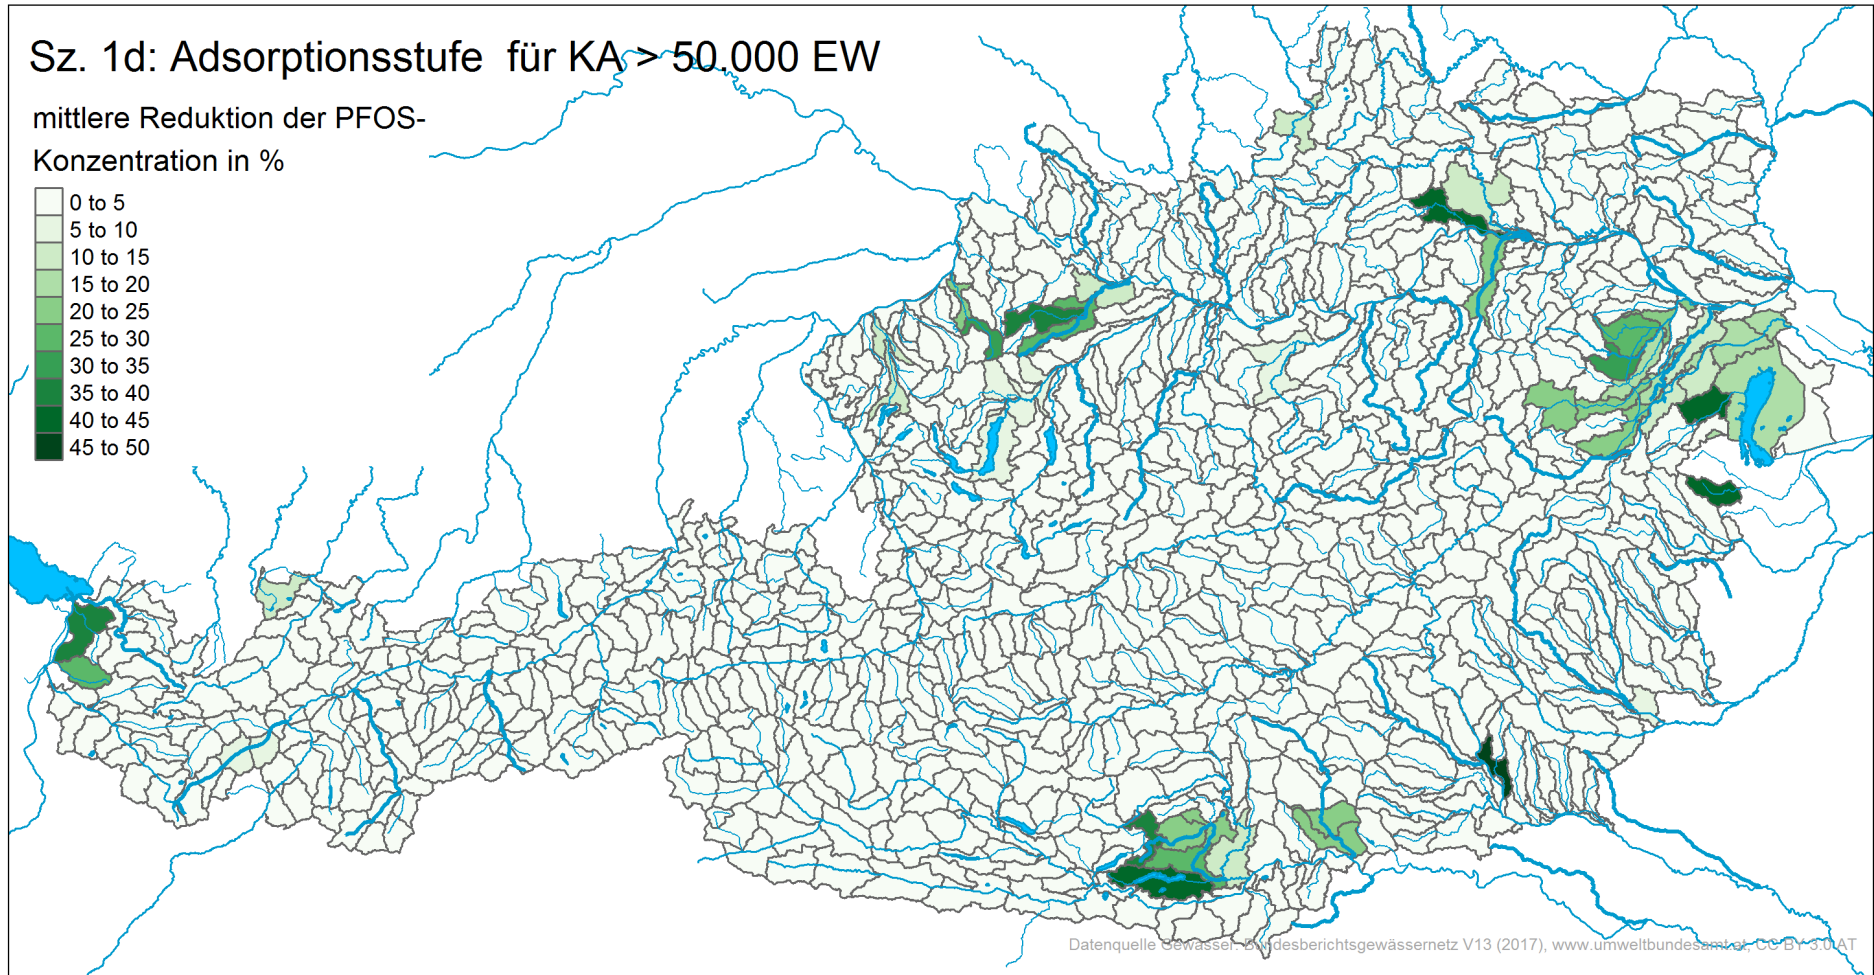 Sz. 1d: Adsorptionsstufe für KA > 50.000 EW
mittlere Reduktion der PFOS-
Konzentration in %
0 to 5
5 to 10
10 to 15
15 to 20
20 to 25
25 to 30
30 to 35
35 to 40
40 to 45
45 to 50
Datenquelle Gewässer: Bundesberichtsgewässernetz V13 (2017), www.umweltbundesamt.at, CC BY 3.0 AT